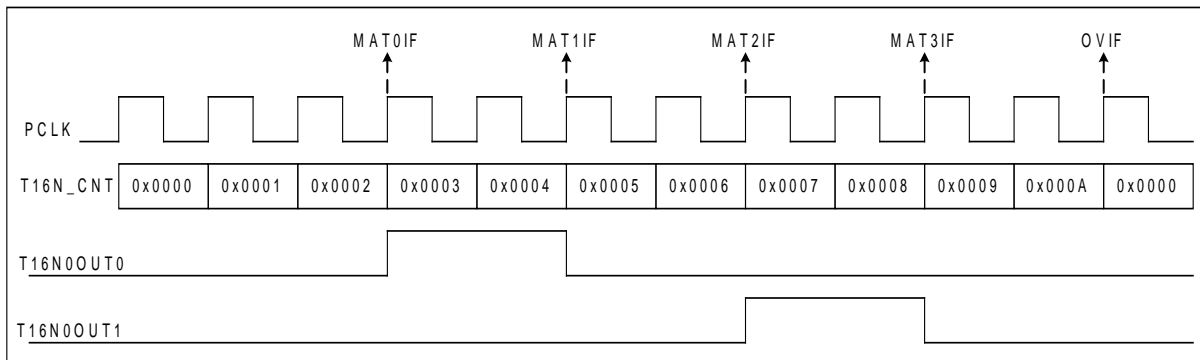 MAT0IF MAT1IF MAT2IF MAT3IF OVIF
PCLK
T16N_CNT 0x0000 0x0001 0x0002 0x0003 0x0004 0x0005 0x0006 0x0007 0x0008 0x0009 0x000A 0x0000
T16N0OUT0
T16N0OUT1